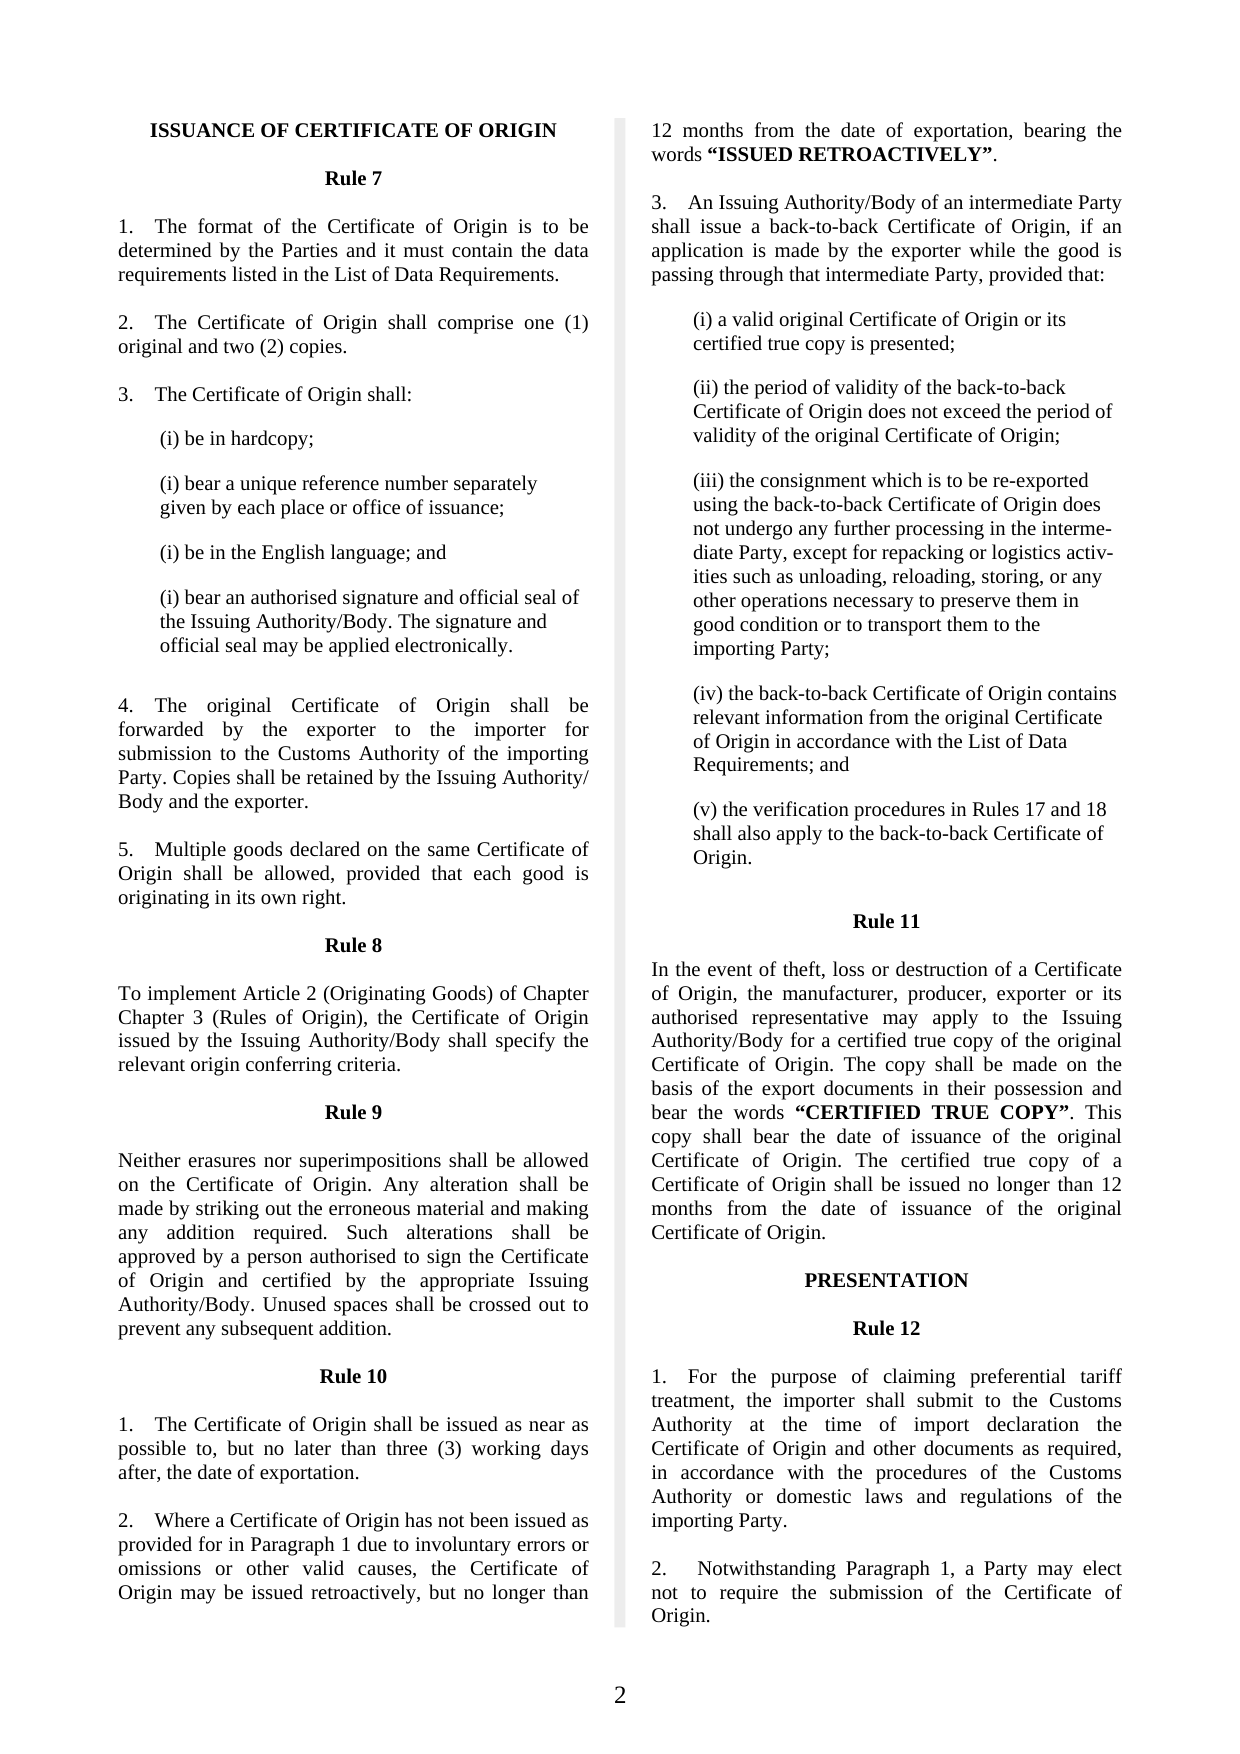 ISSUANCE OF CERTIFICATE OF ORIGIN
Rule 7
1. The format of the Certificate of Origin is to be
determined by the Parties and it must contain the data
requirements listed in the List of Data Requirements.
2. The Certificate of Origin shall comprise one (1)
original and two (2) copies.
3. The Certificate of Origin shall:
(i) be in hardcopy;
(i) bear a unique reference number separately
given by each place or office of issuance;
(i) be in the English language; and
(i) bear an authorised signature and official seal of
the Issuing Authority/Body. The signature and
official seal may be applied electronically.
4. The original Certificate of Origin shall be
forwarded by the exporter to the importer for
submission to the Customs Authority of the importing
Party. Copies shall be retained by the Issuing Authority/
Body and the exporter.
5. Multiple goods declared on the same Certificate of
Origin shall be allowed, provided that each good is
originating in its own right.
Rule 8
To implement Article 2 (Originating Goods) of Chapter
Chapter 3 (Rules of Origin), the Certificate of Origin
issued by the Issuing Authority/Body shall specify the
relevant origin conferring criteria.
Rule 9
Neither erasures nor superimpositions shall be allowed
on the Certificate of Origin. Any alteration shall be
made by striking out the erroneous material and making
any addition required. Such alterations shall be
approved by a person authorised to sign the Certificate
of Origin and certified by the appropriate Issuing
Authority/Body. Unused spaces shall be crossed out to
prevent any subsequent addition.
Rule 10
1. The Certificate of Origin shall be issued as near as
possible to, but no later than three (3) working days
after, the date of exportation.
2. Where a Certificate of Origin has not been issued as
provided for in Paragraph 1 due to involuntary errors or
omissions or other valid causes, the Certificate of
Origin may be issued retroactively, but no longer than
12 months from the date of exportation, bearing the
words “ISSUED RETROACTIVELY”.
3. An Issuing Authority/Body of an intermediate Party
shall issue a back-to-back Certificate of Origin, if an
application is made by the exporter while the good is
passing through that intermediate Party, provided that:
(i) a valid original Certificate of Origin or its
certified true copy is presented;
(ii) the period of validity of the back-to-back
Certificate of Origin does not exceed the period of
validity of the original Certificate of Origin;
(iii) the consignment which is to be re-exported
using the back-to-back Certificate of Origin does
not undergo any further processing in the interme-
diate Party, except for repacking or logistics activ-
ities such as unloading, reloading, storing, or any
other operations necessary to preserve them in
good condition or to transport them to the
importing Party;
(iv) the back-to-back Certificate of Origin contains
relevant information from the original Certificate
of Origin in accordance with the List of Data
Requirements; and
(v) the verification procedures in Rules 17 and 18
shall also apply to the back-to-back Certificate of
Origin.
Rule 11
In the event of theft, loss or destruction of a Certificate
of Origin, the manufacturer, producer, exporter or its
authorised representative may apply to the Issuing
Authority/Body for a certified true copy of the original
Certificate of Origin. The copy shall be made on the
basis of the export documents in their possession and
bear the words “CERTIFIED TRUE COPY”. This
copy shall bear the date of issuance of the original
Certificate of Origin. The certified true copy of a
Certificate of Origin shall be issued no longer than 12
months from the date of issuance of the original
Certificate of Origin.
PRESENTATION
Rule 12
1. For the purpose of claiming preferential tariff
treatment, the importer shall submit to the Customs
Authority at the time of import declaration the
Certificate of Origin and other documents as required,
in accordance with the procedures of the Customs
Authority or domestic laws and regulations of the
importing Party.
2. Notwithstanding Paragraph 1, a Party may elect
not to require the submission of the Certificate of
Origin.
2